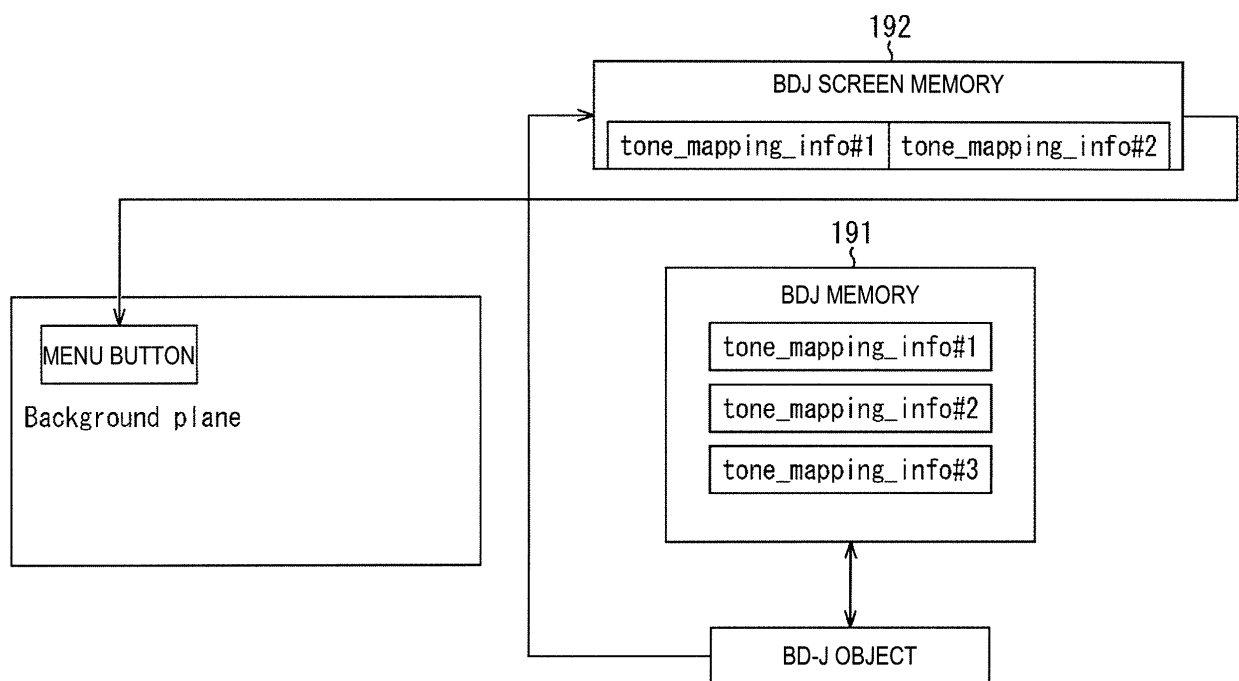 192
BDJ SCREEN MEMORY
tone_mapping_info#1 tone_mapping_info#2
191
BDJ MEMORY
tone_mapping_info#1
tone_mapping_info#2
tone_mapping_info#3
MENU BUTTON
Background plane
BD-J OBJECT